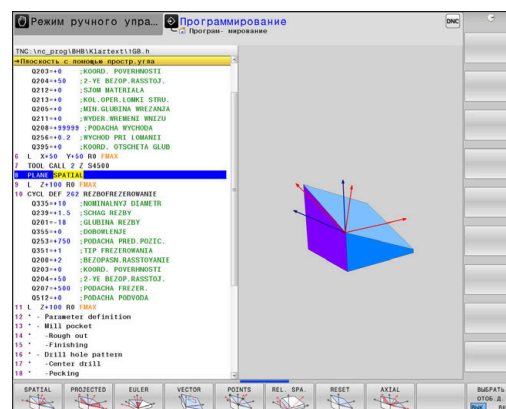 Режим ручного упра… Программирование DNC
Програм- мирование
TNC:\nc_prog\BHB\Klartext\1GB.h
→Плоскость с помощью простр.угла
Q203=+0 ;KOORD. POVERHNOSTI
Q204=+50 ;2-YE BEZOP.RASSTOJ.
Q212=+0 ;SJOM MATERIALA
Q213=+0 ;KOL.OPER.LOMKI STRU.
Q205=+0 ;MIN.GLUBINA WREZANJA
Q211=+0 ;WYDER.WREMENI WNIZU
Q208=+99999 ;PODACHA WYCHODA
Q256=+0.2 ;WYCHOD PRI LOMANII
Q395=+0 ;KOORD. OTSCHETA GLUB
6 L X+50 Y+50 R0 FMAX
7 TOOL CALL 2 Z S4500
8 PLANE SPATIAL
9 L Z+100 R0 FMAX
10 CYCL DEF 262 REZBOFREZEROWANIE
Q335=+10 ;NOMINALNYJ DIAMETR
Q239=+1.5 ;SCHAG REZBY
Q201=-18 ;GLUBINA REZBY
Q355=+0 ;DOBOWLENJE
Q253=+750 ;PODACHA PRED.POZIC.
Q351=+1 ;TIP FREZEROWANIA
Q200=+2 ;BEZOPASN.RASSTOYANIE
Q203=+0 ;KOORD. POVERHNOSTI
Q204=+50 ;2-YE BEZOP.RASSTOJ.
Q207=+500 ;PODACHA FREZER.
Q512=+0 ;PODACHA PODVODA
11 L Z+100 R0 FMAX
12 * - Parameter definition
13 * - Mill pocket
14 * -Rough out
15 * -Finishing
16 * - Drill hole pattern
17 * -Center drill
18 * -Pecking
SPATIAL PROJECTED EULER VECTOR POINTS REL. SPA. RESET AXIAL ВЫБРАТЬ
ОТОБ.Д.
ВЫК